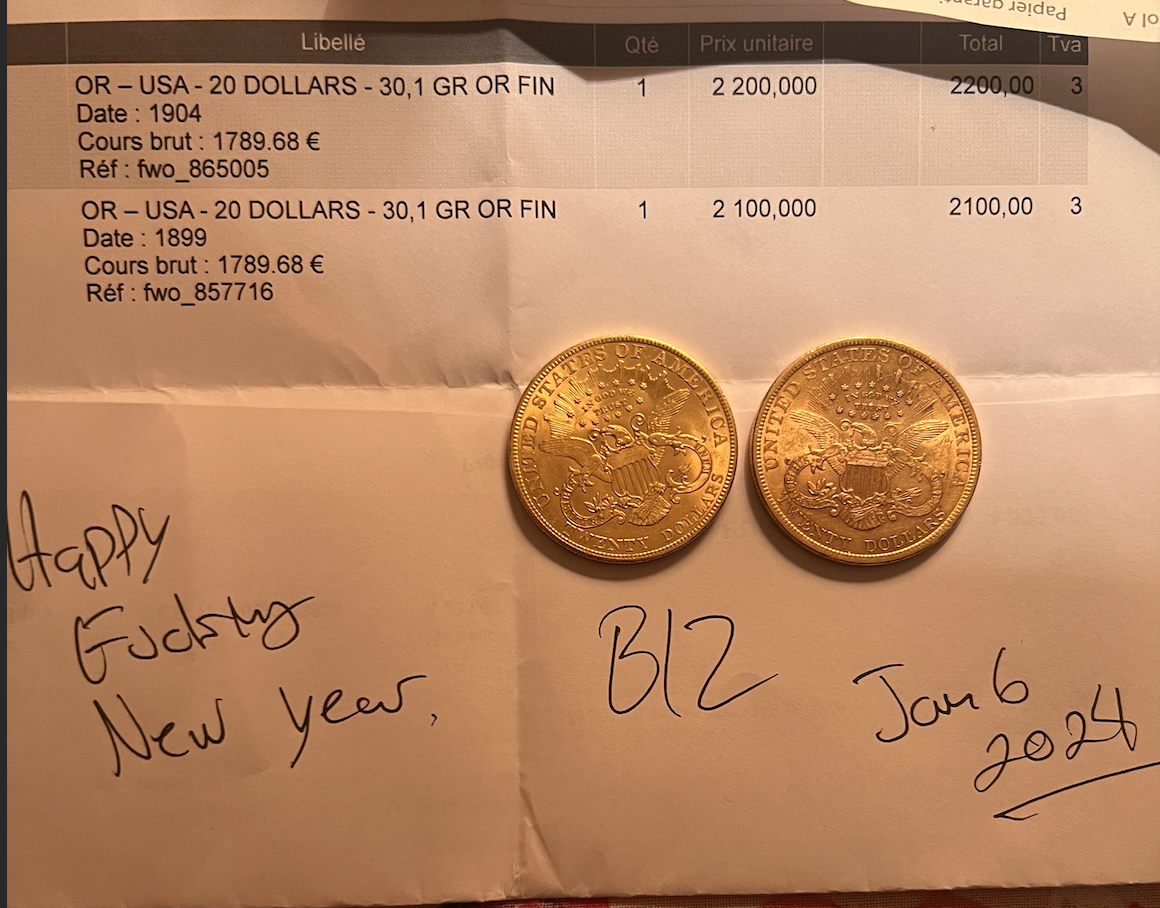 Papier garanti
ol A
Libellé Qté Prix unitaire Total Tva
OR – USA - 20 DOLLARS - 30,1 GR OR FIN 1 2 200,000 2200,00 3
Date : 1904
Cours brut : 1789.68 €
Réf : fwo_865005
OR – USA - 20 DOLLARS - 30,1 GR OR FIN 1 2 100,000 2100,00 3
Date : 1899
Cours brut : 1789.68 €
Réf : fwo_857716
UNITED STATES OF AMERICA
IN GOD WE
TRUST
TWENTY DOLLARS
UNITED STATES OF AMERICA
IN GOD WE
TRUST
TWENTY DOLLARS
Happy
New year,
BIZ
Jan 6
2024